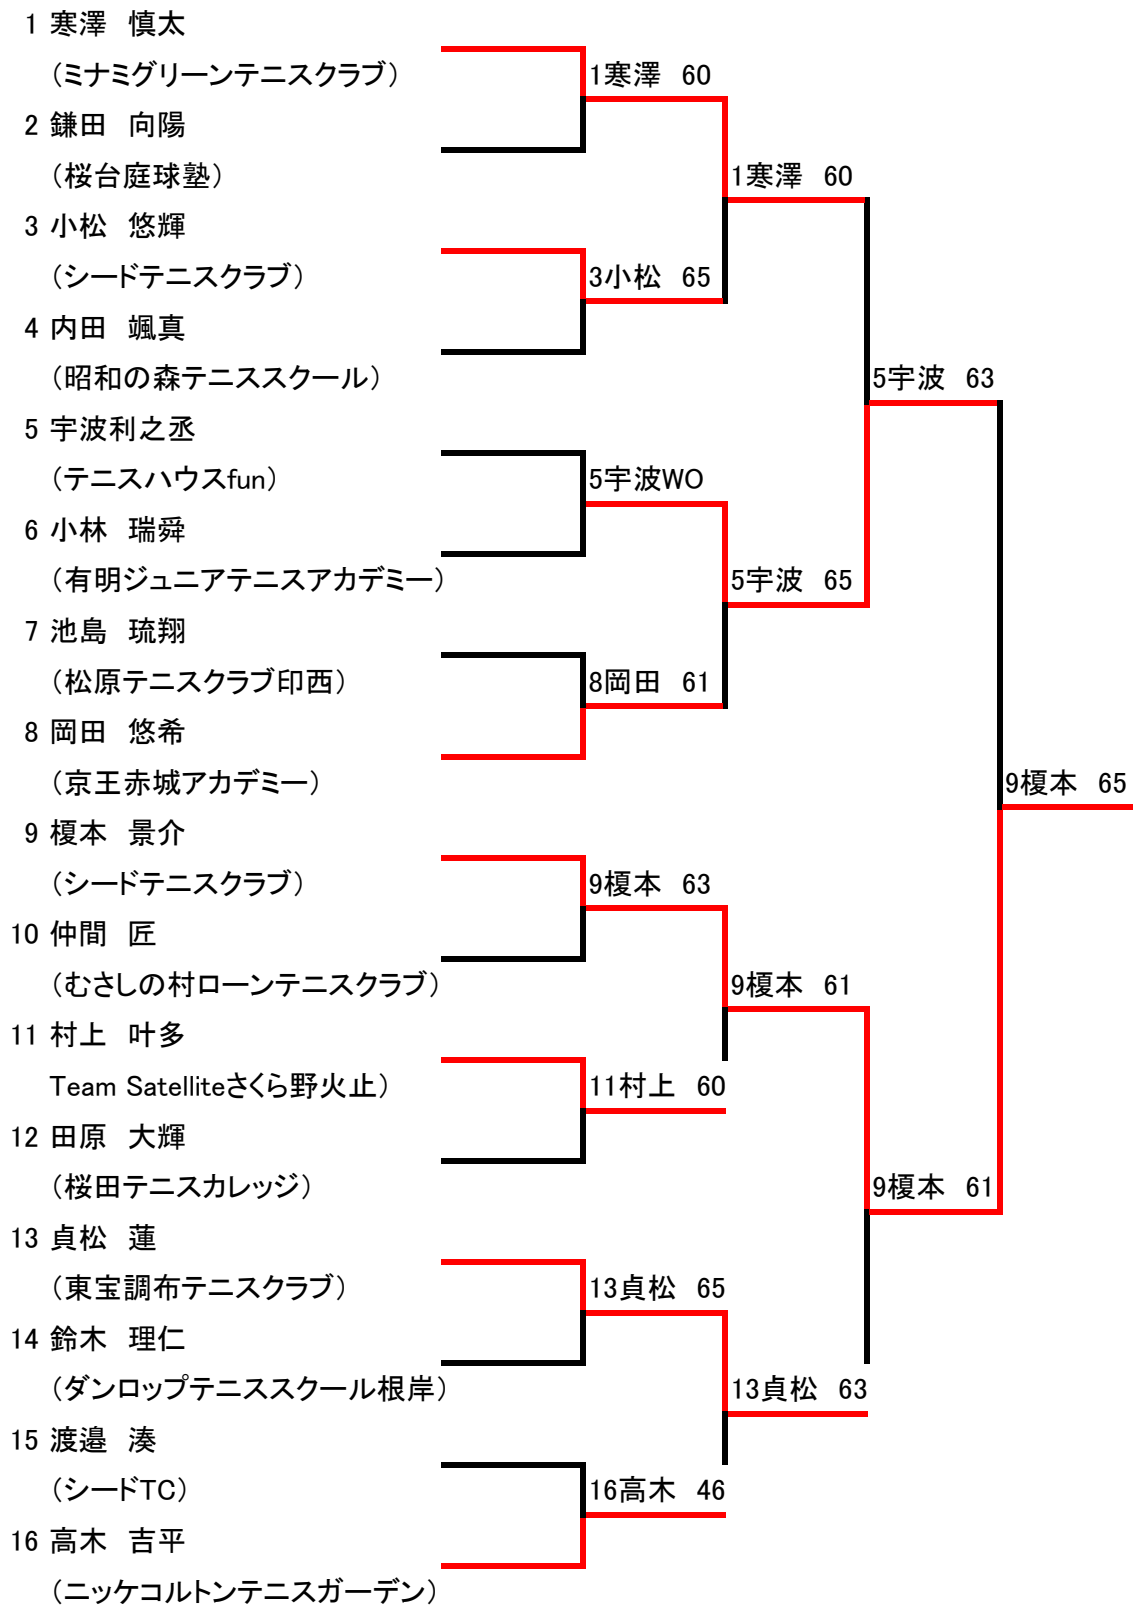 1 寒澤　慎太
（ミナミグリーンテニスクラブ）
1寒澤　60
2 鎌田　向陽
（桜台庭球塾）
1寒澤　60
3 小松　悠輝
（シードテニスクラブ）
3小松　65
4 内田　颯真
（昭和の森テニススクール）
5宇波　63
5 宇波利之丞
（テニスハウスfun）
5宇波WO
6 小林　瑞舜
（有明ジュニアテニスアカデミー）
5宇波　65
7 池島　琉翔
（松原テニスクラブ印西）
8岡田　61
8 岡田　悠希
（京王赤城アカデミー）
9榎本　65
9 榎本　景介
（シードテニスクラブ）
9榎本　63
10 仲間　匠
（むさしの村ローンテニスクラブ）
9榎本　61
11 村上　叶多
Team Satelliteさくら野火止）
11村上　60
12 田原　大輝
（桜田テニスカレッジ）
9榎本　61
13 貞松　蓮
（東宝調布テニスクラブ）
13貞松　65
14 鈴木　理仁
（ダンロップテニススクール根岸）
13貞松　63
15 渡邉　湊
（シードTC）
16高木　46
16 高木　吉平
（ニッケコルトンテニスガーデン）